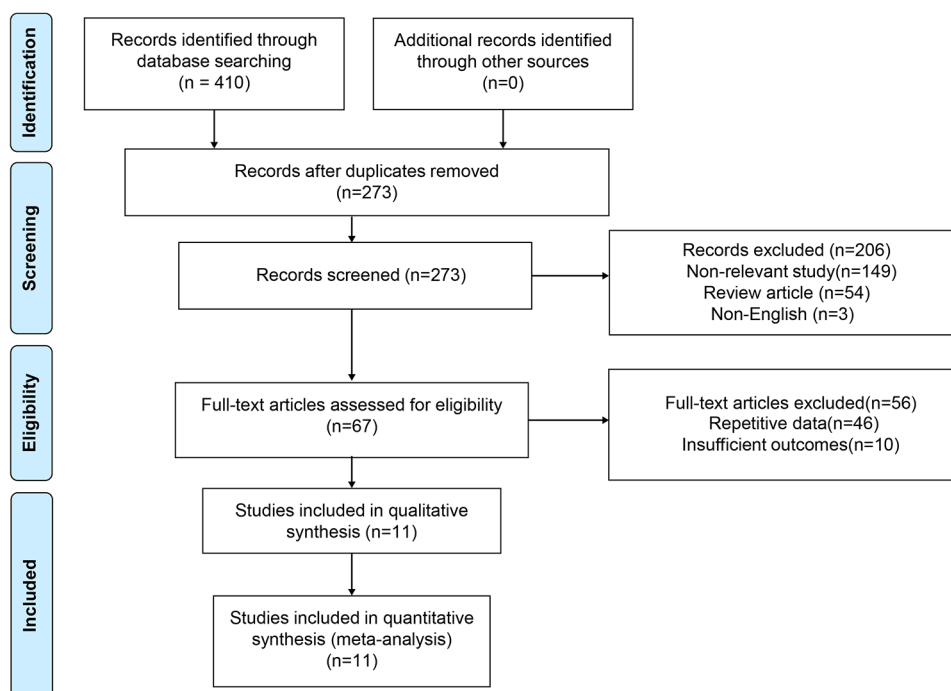 Identification
Records identified through
database searching
(n = 410)
Additional records identified
through other sources
(n=0)
Screening
Records after duplicates removed
(n=273)
Records screened (n=273)
Records excluded (n=206)
Non-relevant study(n=149)
Review article (n=54)
Non-English (n=3)
Eligibility
Full-text articles assessed for eligibility
(n=67)
Full-text articles excluded(n=56)
Repetitive data(n=46)
Insufficient outcomes(n=10)
Included
Studies included in qualitative
synthesis (n=11)
Studies included in quantitative
synthesis (meta-analysis)
(n=11)